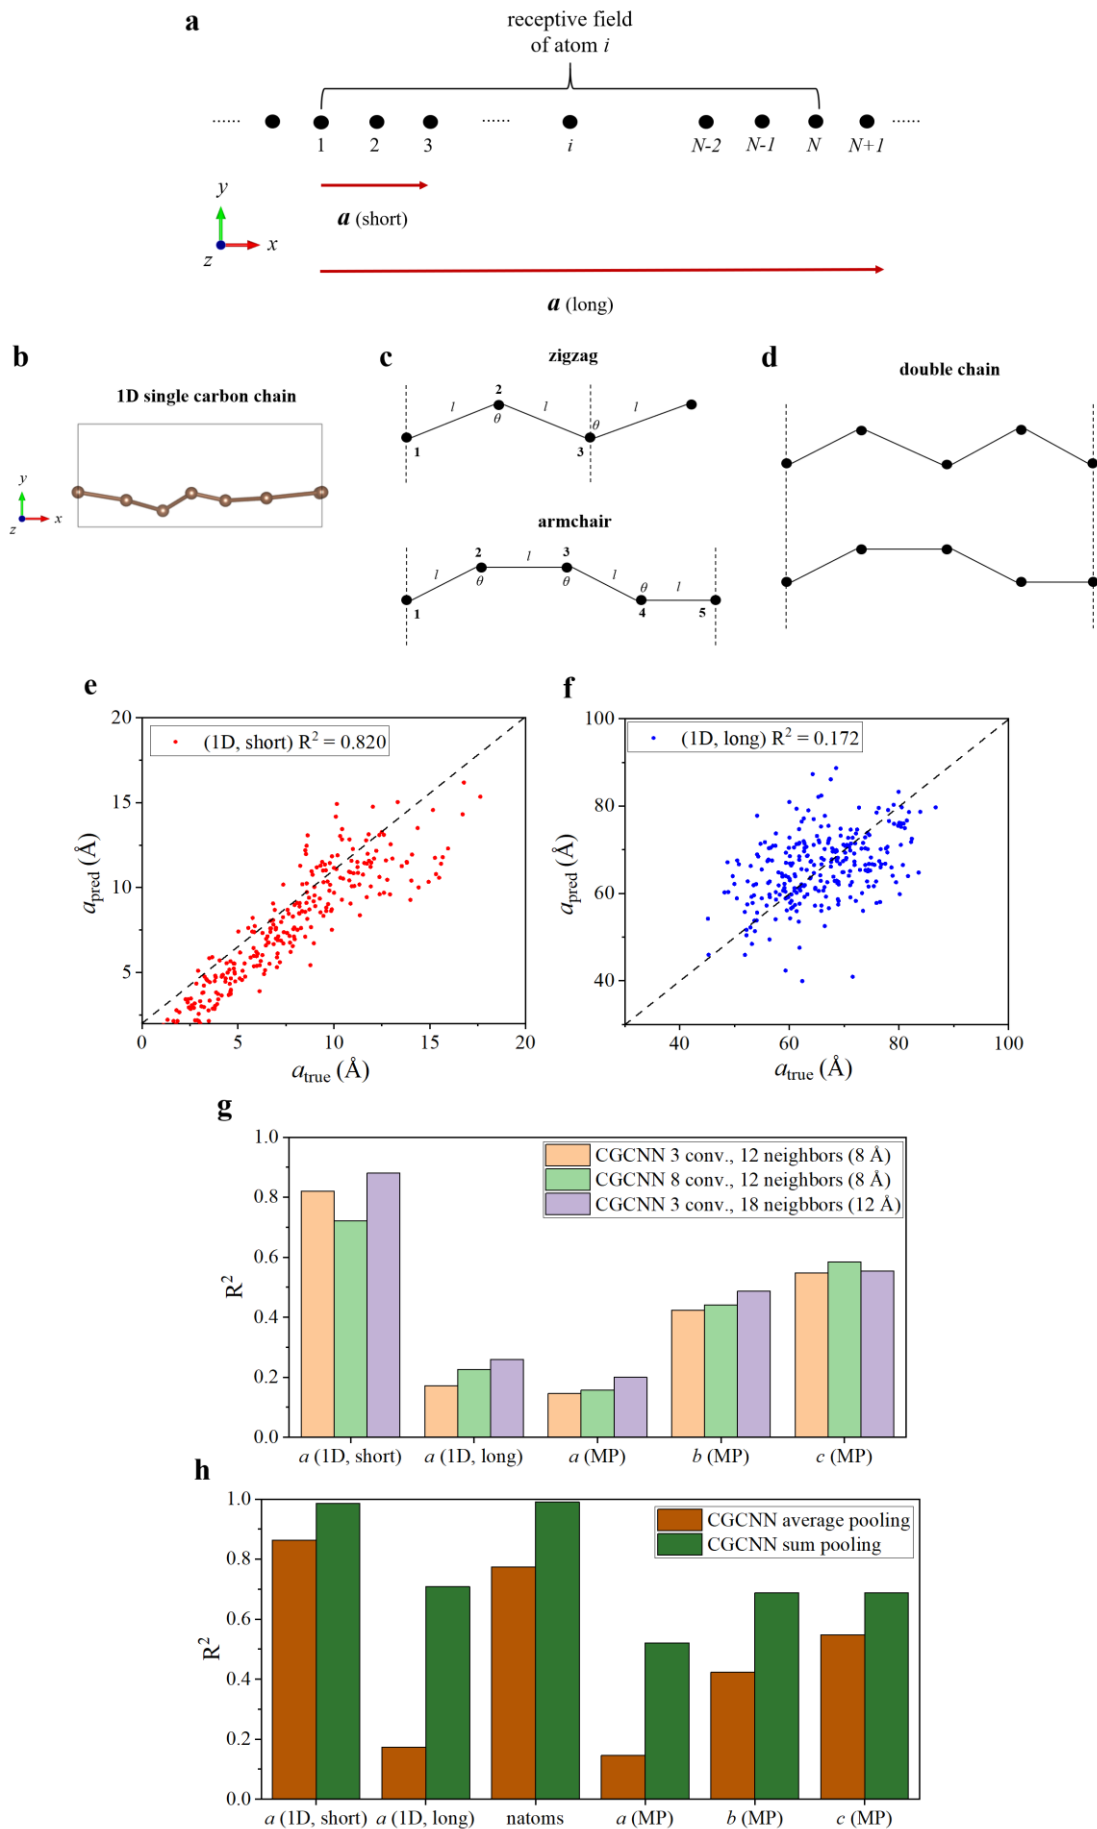 a
receptive field
of atom i
...... ...... ......
1 2 3 i N-2 N-1 N N+1
y
a (short)
x
z
a (long)
b
1D single carbon chain
y
x
z
c
zigzag
2
l l l
θ θ
1 3
armchair
2 3
l l l
θ θ θ l
1 4 5
d
double chain
e
20
(1D, short) R² = 0.820
15
10
5
a_pred (Å)
0 5 10 15 20
a_true (Å)
f
100
(1D, long) R² = 0.172
80
60
40
a_pred (Å)
40 60 80 100
a_true (Å)
g
1.0
CGCNN 3 conv., 12 neighbors (8 Å)
CGCNN 8 conv., 12 neighbors (8 Å)
CGCNN 3 conv., 18 neigbbors (12 Å)
0.8
0.6
0.4
0.2
0.0
R²
a (1D, short) a (1D, long) a (MP) b (MP) c (MP)
h
1.0
CGCNN average pooling
CGCNN sum pooling
0.8
0.6
0.4
0.2
0.0
R²
a (1D, short) a (1D, long) natoms a (MP) b (MP) c (MP)